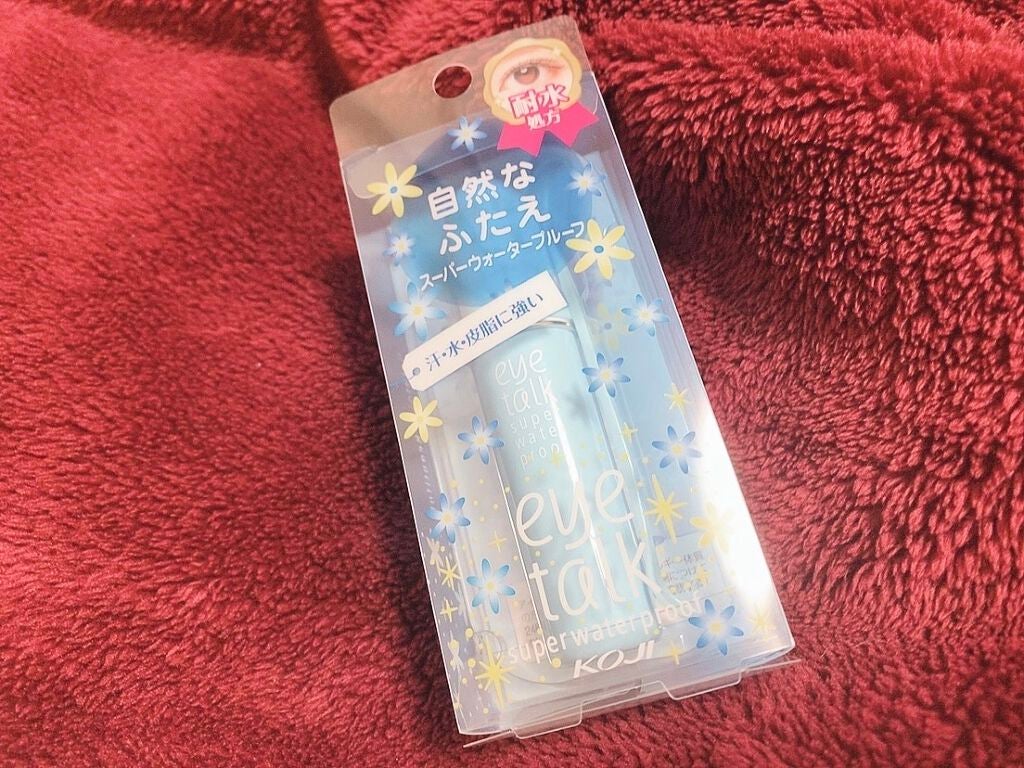 耐水
処方
自然な
ふたえ
スーパーウォータープルーフ
汗・水・皮脂に強い
eye
talk
super
water
proof
eye
talk
super waterproof
KOJI